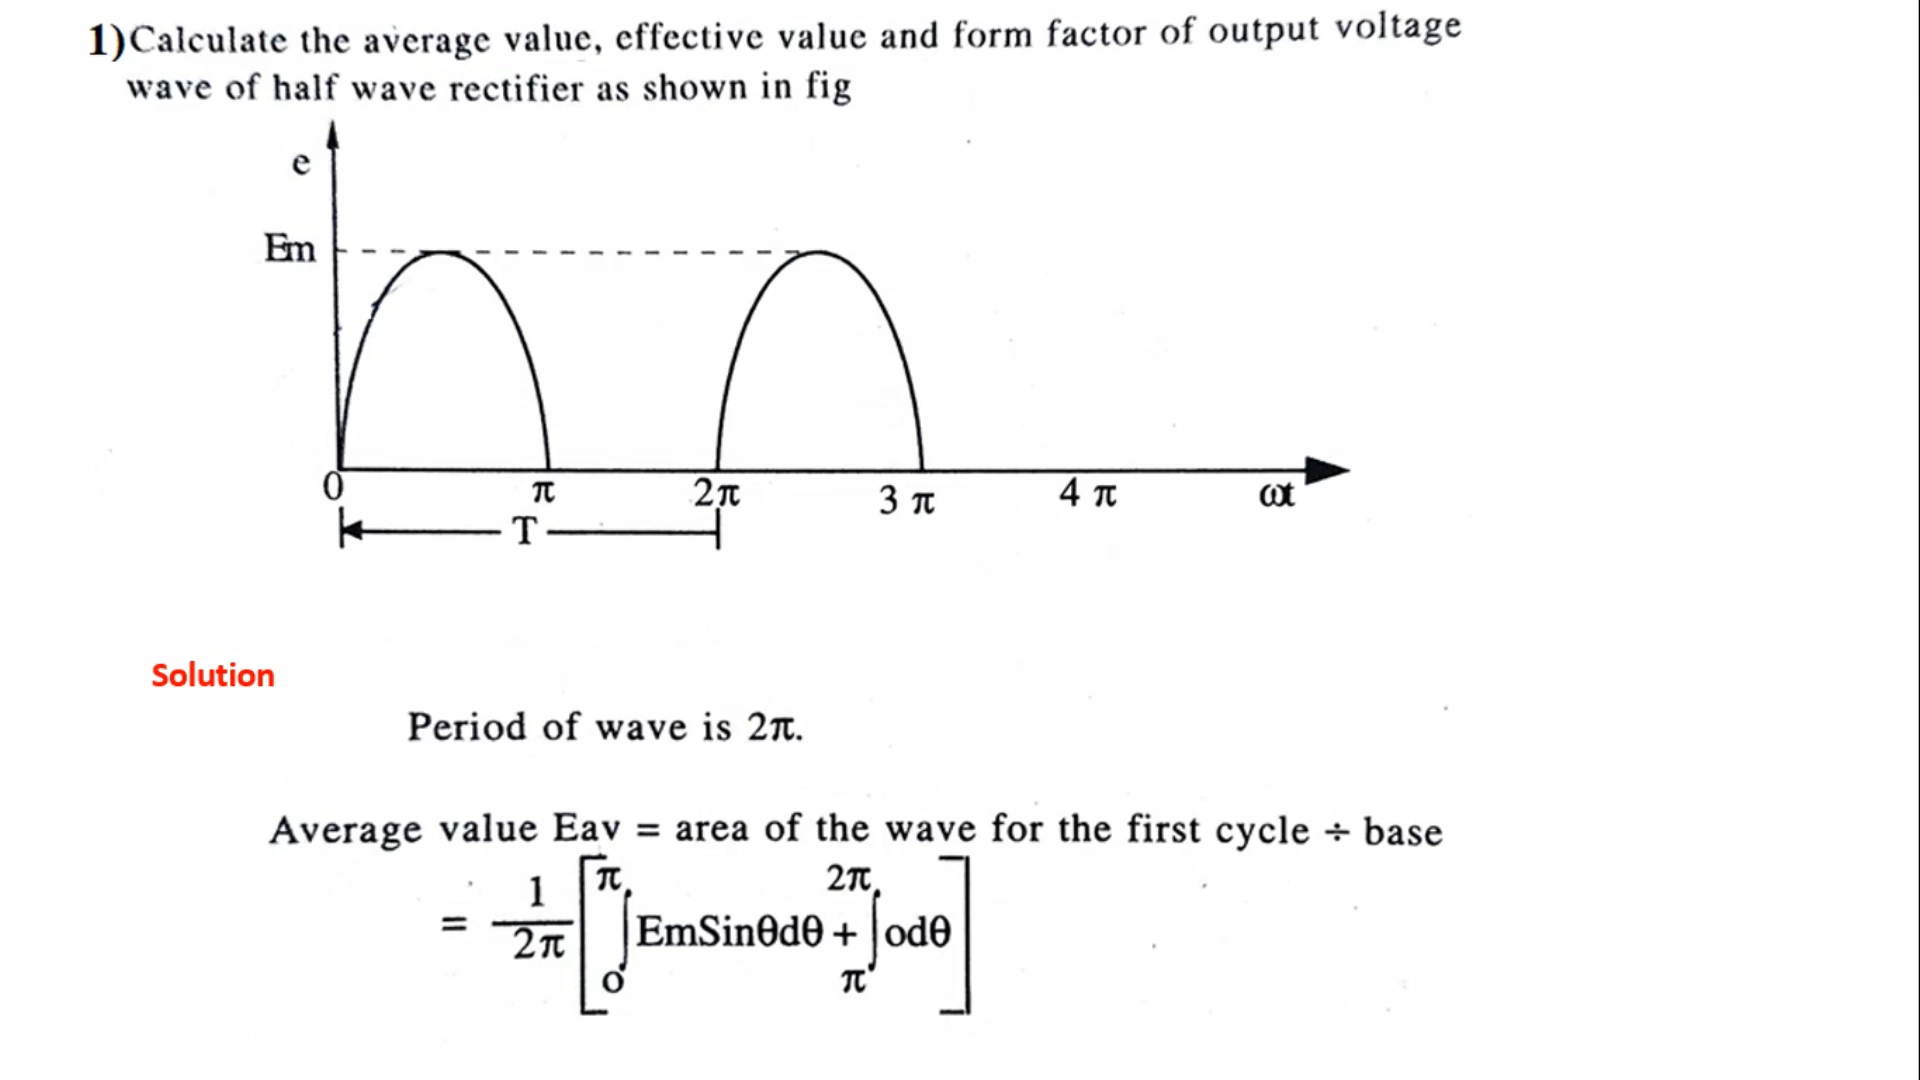 1)Calculate the average value, effective value and form factor of output voltage
wave of half wave rectifier as shown in fig
e
Em
0 π 2π 3 π 4 π ωt
T
Solution
Period of wave is 2π.
Average value Eav = area of the wave for the first cycle ÷ base
= 1/2π [ ∫ π o EmSinθdθ + ∫ 2π π odθ ]